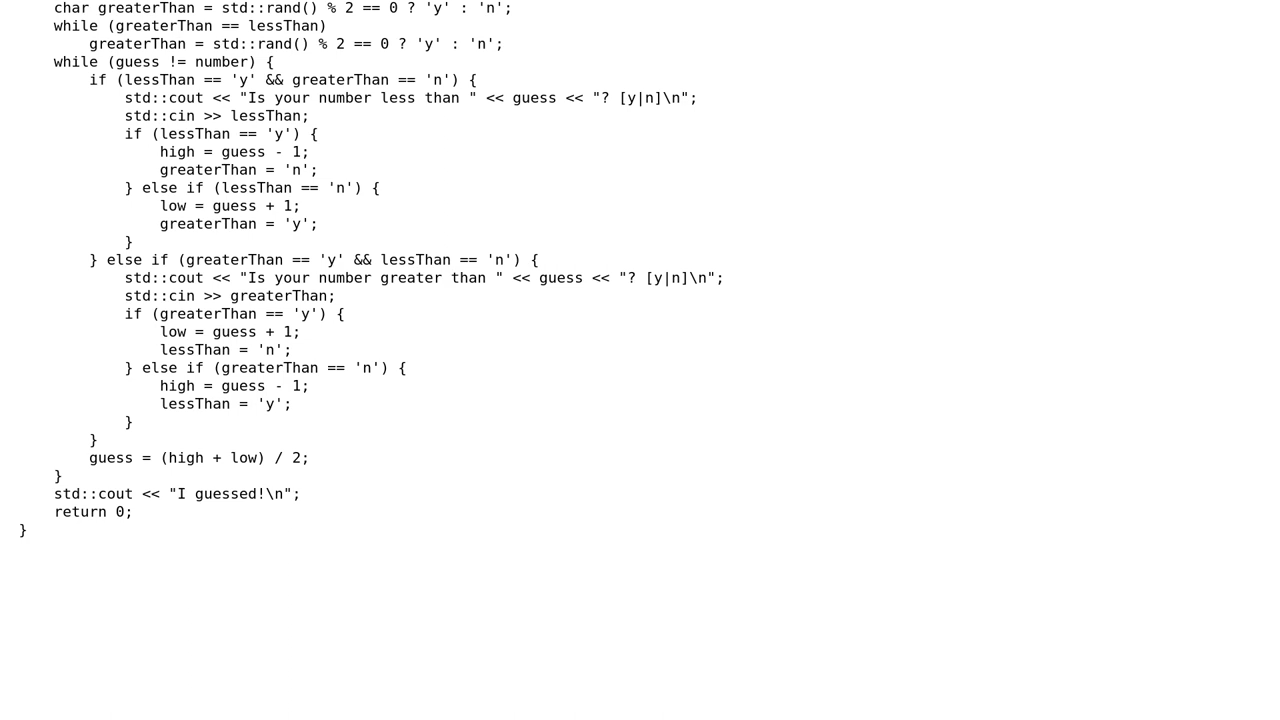 char greaterThan = std::rand() % 2 == 0 ? 'y' : 'n';
    while (greaterThan == lessThan)
        greaterThan = std::rand() % 2 == 0 ? 'y' : 'n';
    while (guess != number) {
        if (lessThan == 'y' && greaterThan == 'n') {
            std::cout << "Is your number less than " << guess << "? [y|n]\n";
            std::cin >> lessThan;
            if (lessThan == 'y') {
                high = guess - 1;
                greaterThan = 'n';
            } else if (lessThan == 'n') {
                low = guess + 1;
                greaterThan = 'y';
            }
        } else if (greaterThan == 'y' && lessThan == 'n') {
            std::cout << "Is your number greater than " << guess << "? [y|n]\n";
            std::cin >> greaterThan;
            if (greaterThan == 'y') {
                low = guess + 1;
                lessThan = 'n';
            } else if (greaterThan == 'n') {
                high = guess - 1;
                lessThan = 'y';
            }
        }
        guess = (high + low) / 2;
    }
    std::cout << "I guessed!\n";
    return 0;
}